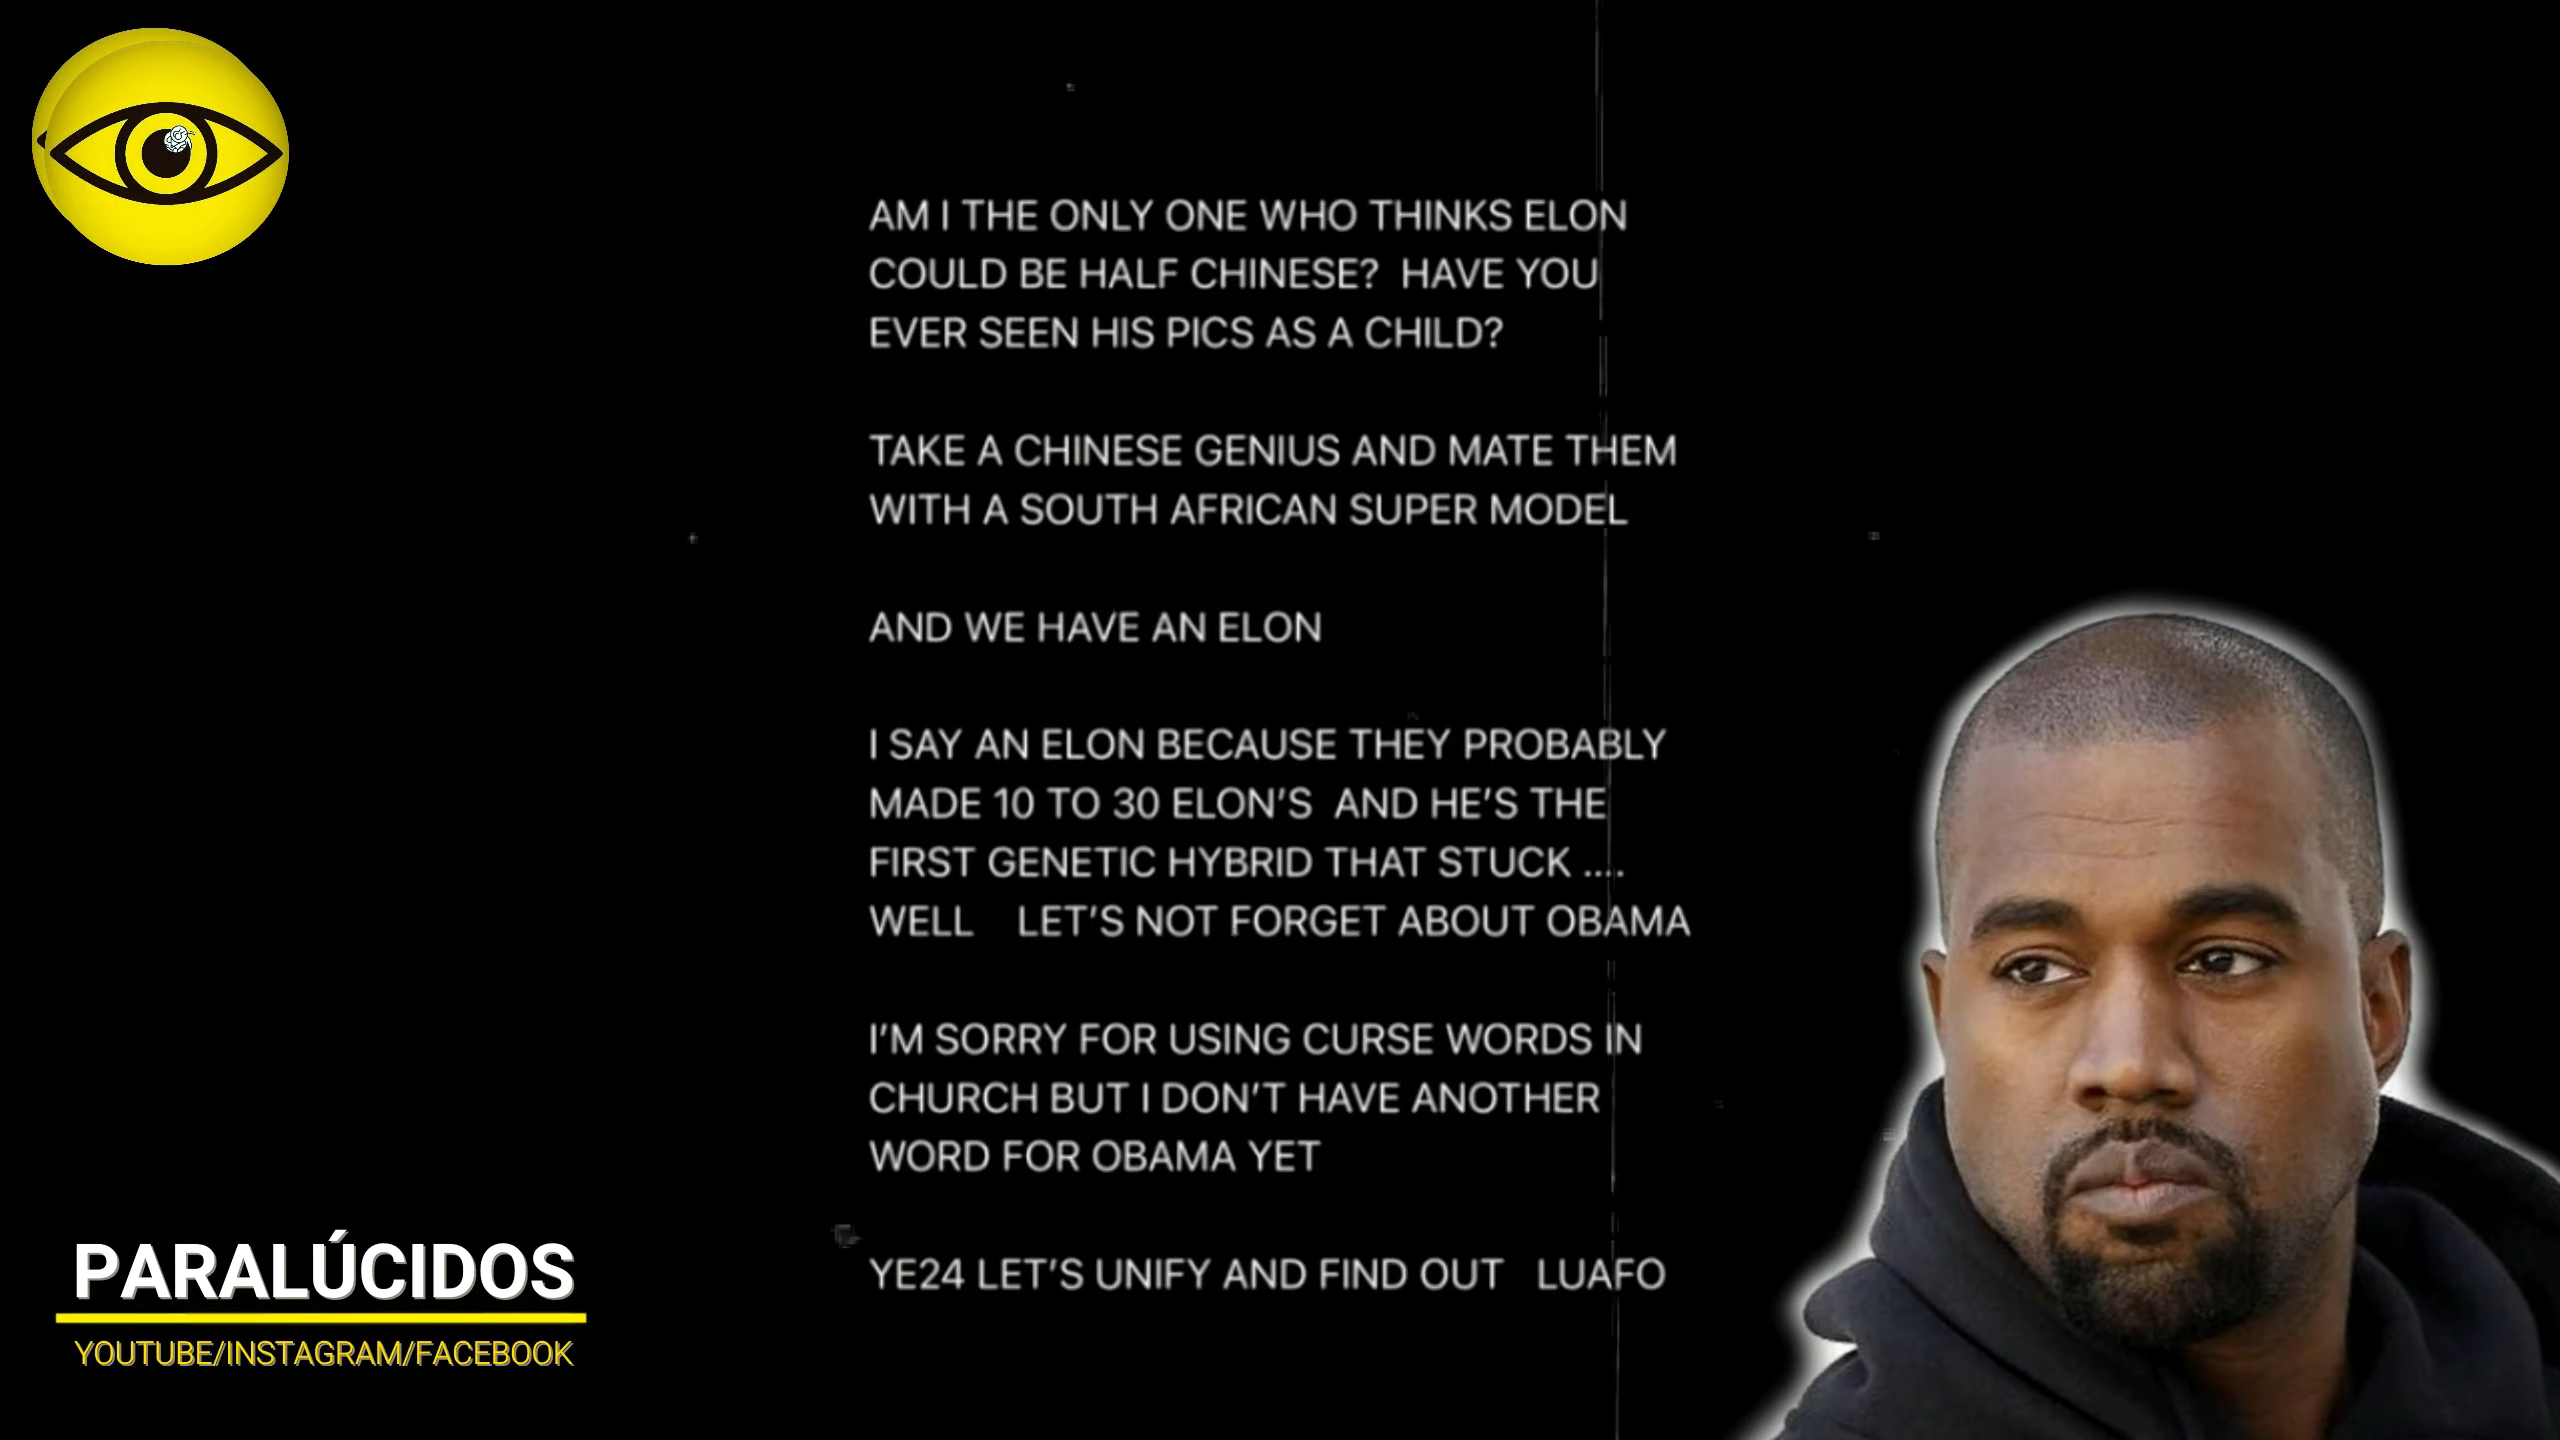 AM I THE ONLY ONE WHO THINKS ELON
COULD BE HALF CHINESE?  HAVE YOU
EVER SEEN HIS PICS AS A CHILD?
TAKE A CHINESE GENIUS AND MATE THEM
WITH A SOUTH AFRICAN SUPER MODEL
AND WE HAVE AN ELON
I SAY AN ELON BECAUSE THEY PROBABLY
MADE 10 TO 30 ELON'S  AND HE'S THE
FIRST GENETIC HYBRID THAT STUCK ....
WELL    LET'S NOT FORGET ABOUT OBAMA
I'M SORRY FOR USING CURSE WORDS IN
CHURCH BUT I DON'T HAVE ANOTHER
WORD FOR OBAMA YET
YE24 LET'S UNIFY AND FIND OUT   LUAFO
PARALÚCIDOS
YOUTUBE/INSTAGRAM/FACEBOOK